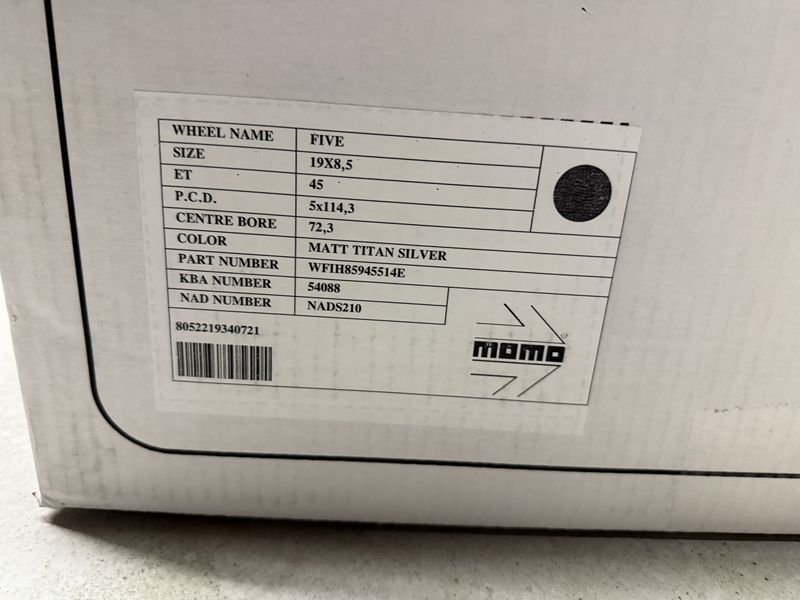 WHEEL NAME FIVE
SIZE 19X8,5
ET 45
P.C.D. 5x114,3
CENTRE BORE 72,3
COLOR MATT TITAN SILVER
PART NUMBER WFIH85945514E
KBA NUMBER 54088
NAD NUMBER NADS210
8052219340721
momo